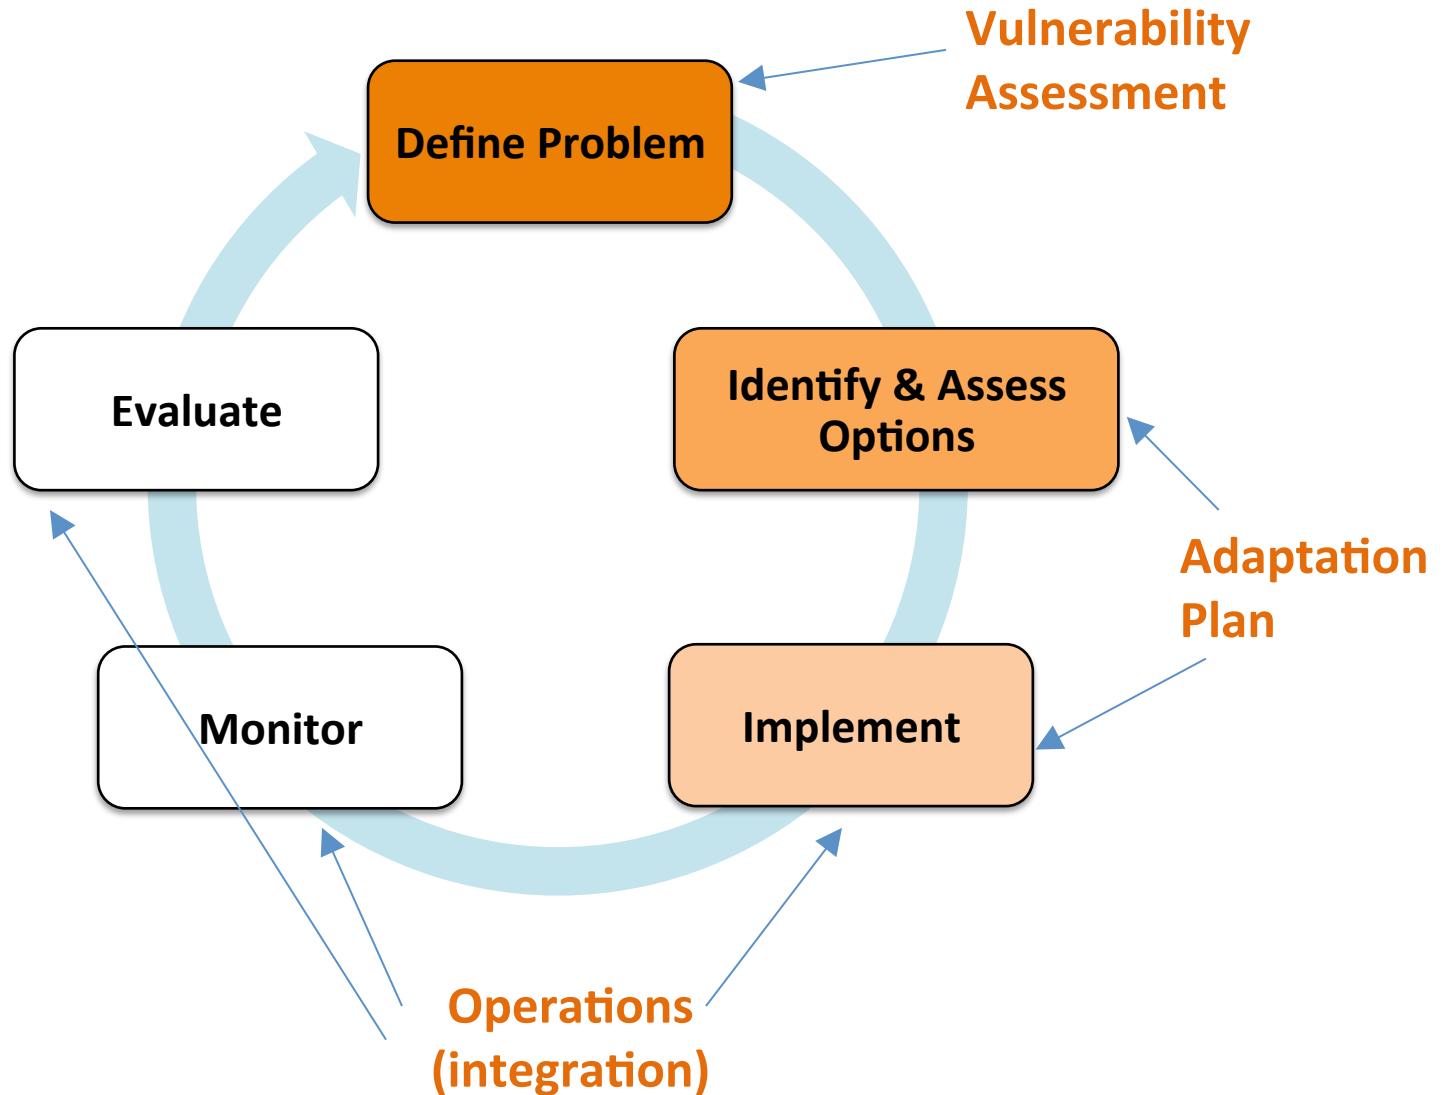 Vulnerability
Assessment
Define Problem
Identify & Assess
Options
Evaluate
Adaptation
Plan
Monitor
Implement
Operations
(integration)